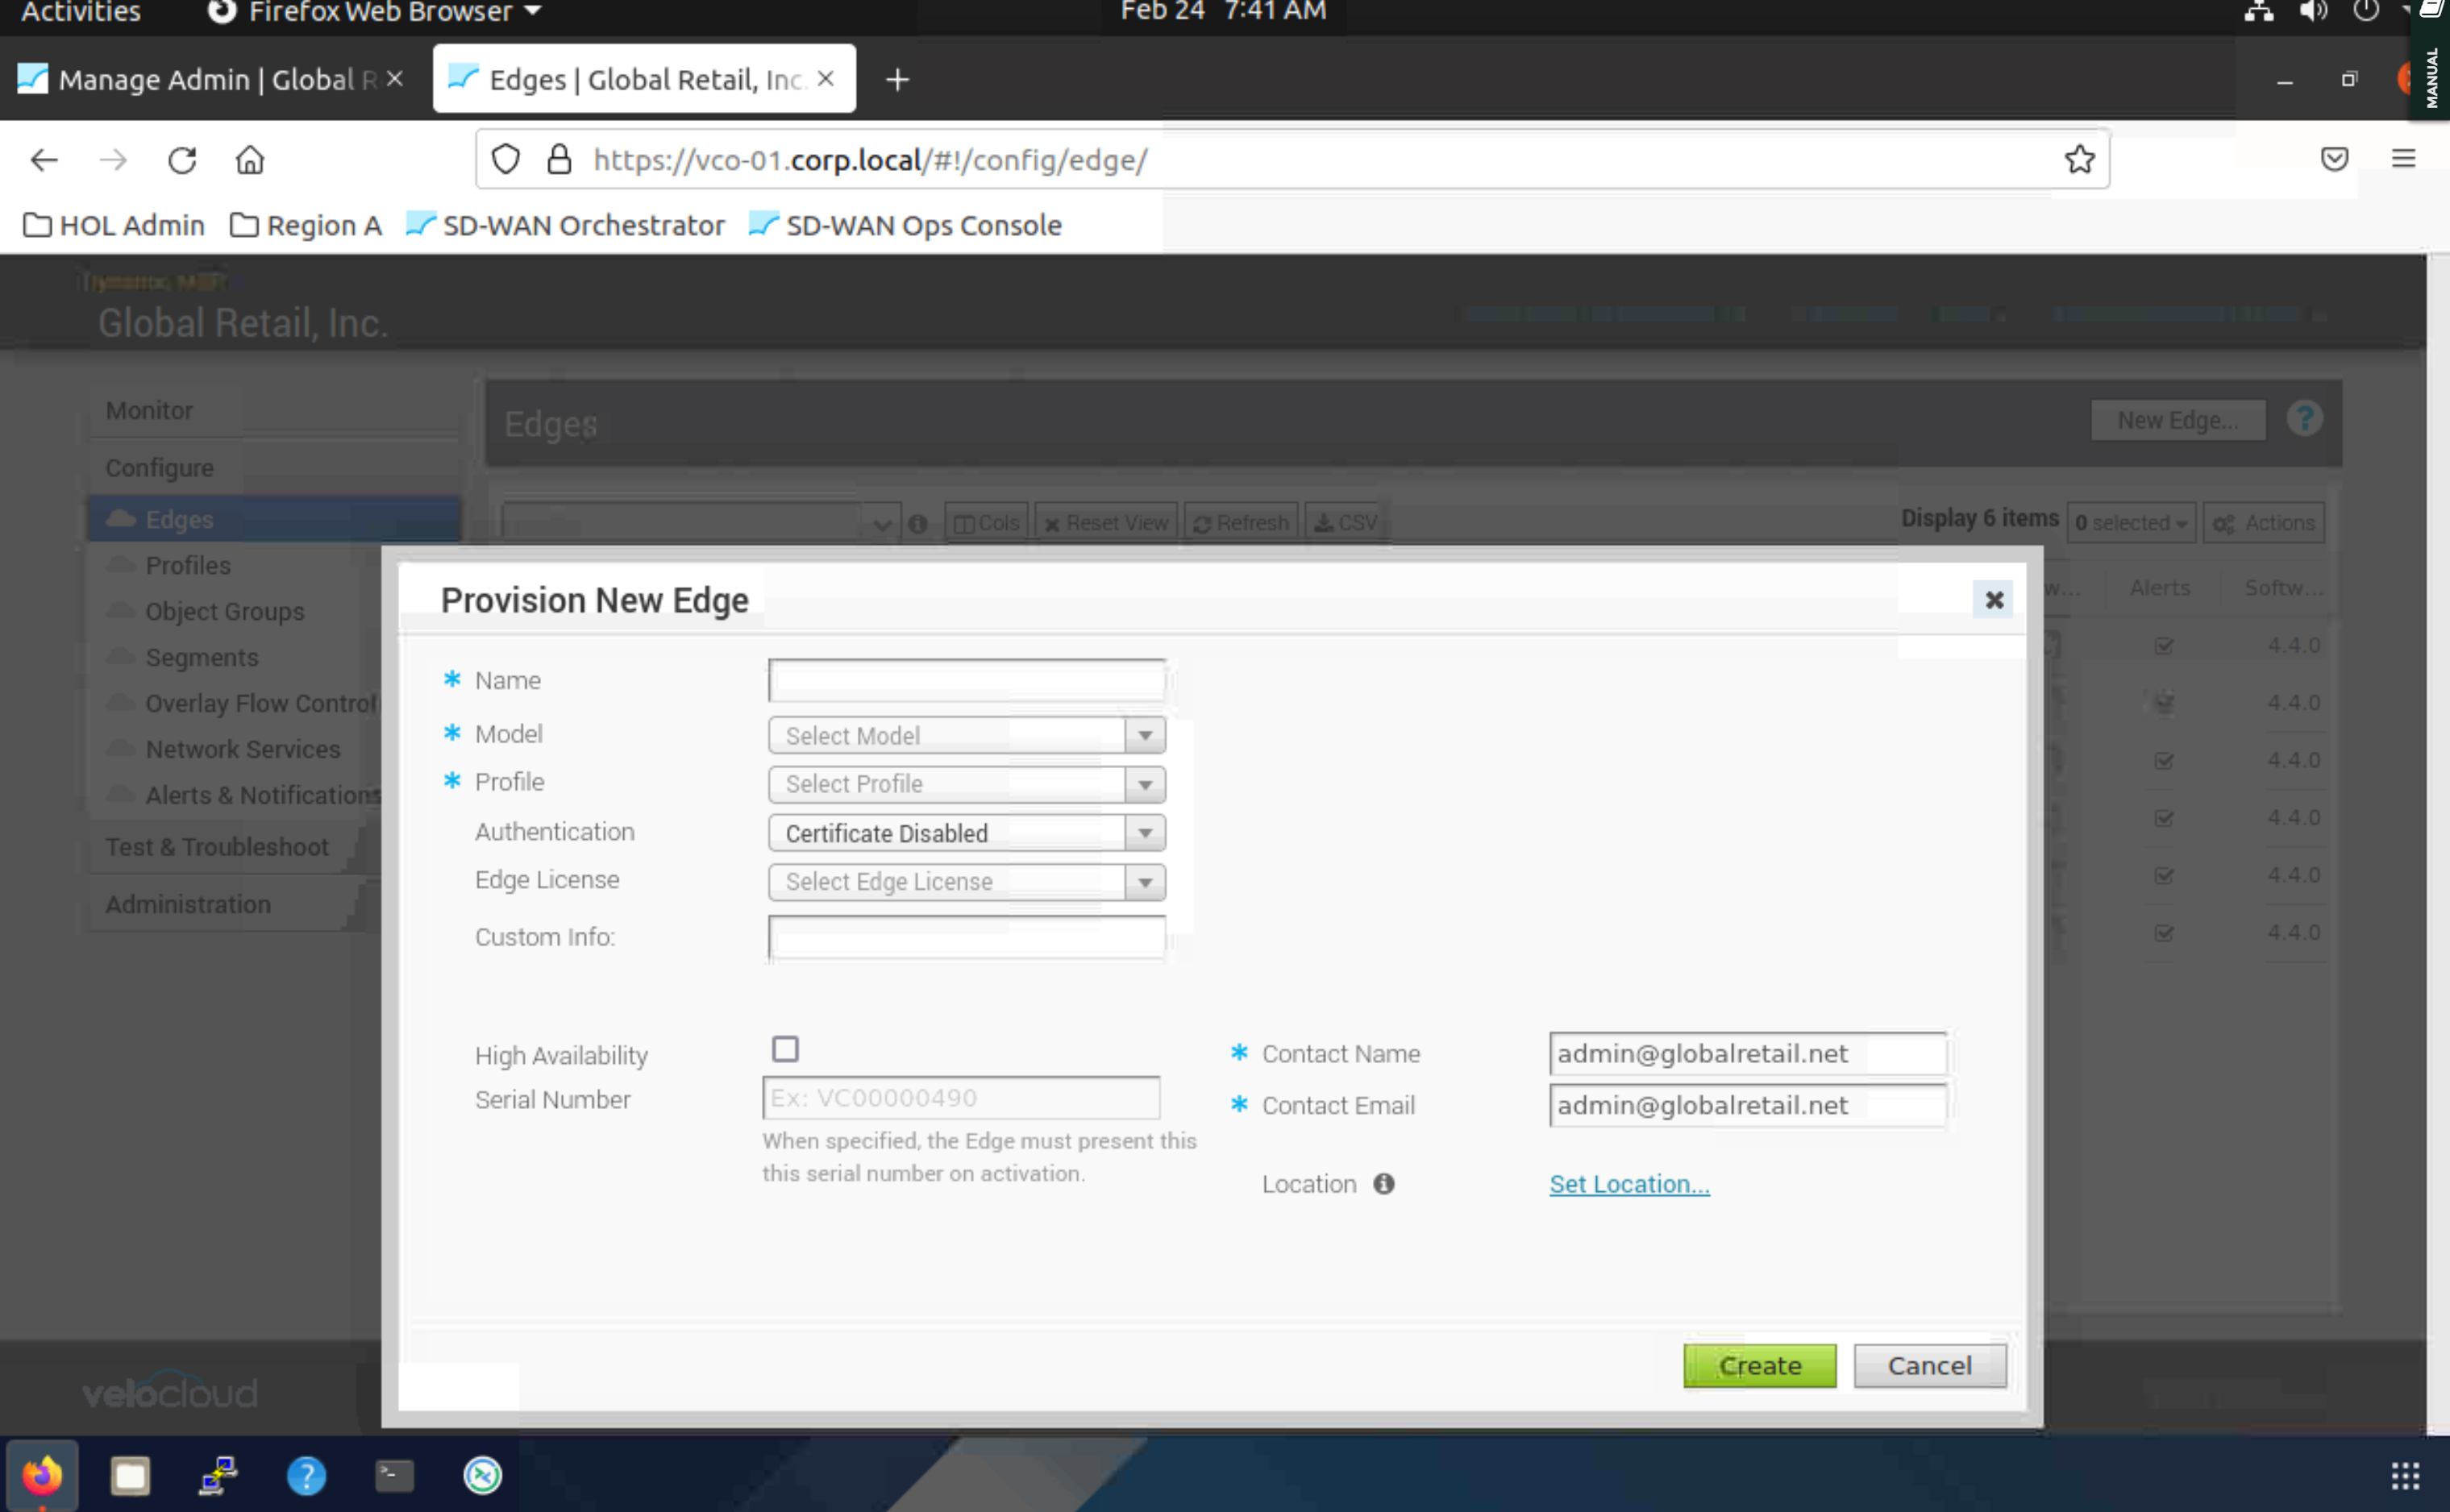 Activities Firefox Web Browser Feb 24 7:41 AM
MANUAL
Manage Admin | Global R Edges | Global Retail, Inc.
https://vco-01.corp.local/#!/config/edge/
HOL Admin Region A SD-WAN Orchestrator SD-WAN Ops Console
Global Retail, Inc.
Monitor
Configure
Edges
Profiles
Object Groups
Segments
Overlay Flow Control
Network Services
Alerts & Notifications
Test & Troubleshoot
Administration
Edges New Edge... ?
Cols Reset View Refresh CSV Display 6 items 0 selected Actions
w... Alerts Softw...
4.4.0
4.4.0
4.4.0
4.4.0
4.4.0
4.4.0
Provision New Edge
* Name
* Model Select Model
* Profile Select Profile
Authentication Certificate Disabled
Edge License Select Edge License
Custom Info:
High Availability
Serial Number Ex: VC00000490
When specified, the Edge must present this
this serial number on activation.
* Contact Name admin@globalretail.net
* Contact Email admin@globalretail.net
Location Set Location...
Create Cancel
velocloud